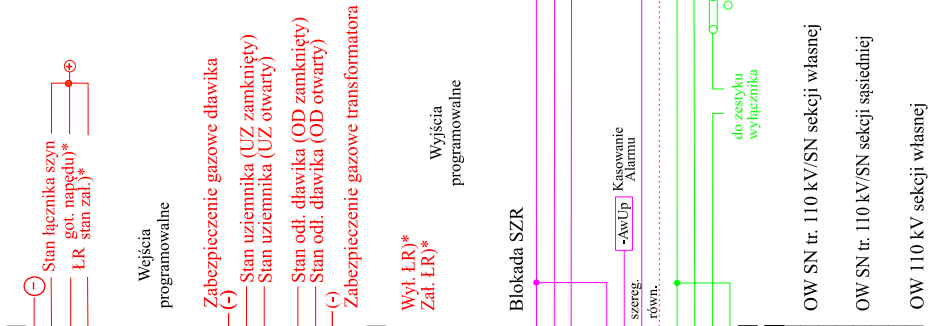 (-)
Stan łącznika szyn
ŁR got. napędu)*
stan zał.)*
+
Wejścia
programowalne
Zabezpieczenie gazowe dławika
(-)
Stan uziemnika (UZ zamknięty)
Stan uziemnika (UZ otwarty)
Stan odł. dławika (OD zamknięty)
Stan odł. dławika (OD otwarty)
(-)
Zabezpieczenie gazowe transformatora
Wył. ŁR)*
Zał. ŁR)*
Wyjścia
programowalne
Blokada SZR
-AwUp
Kasowanie
Alarmu
szereg.
równ.
do zestyku
wyłącznika
OW SN tr. 110 kV/SN sekcji własnej
OW SN tr. 110 kV/SN sekcji sąsiedniej
OW 110 kV sekcji własnej